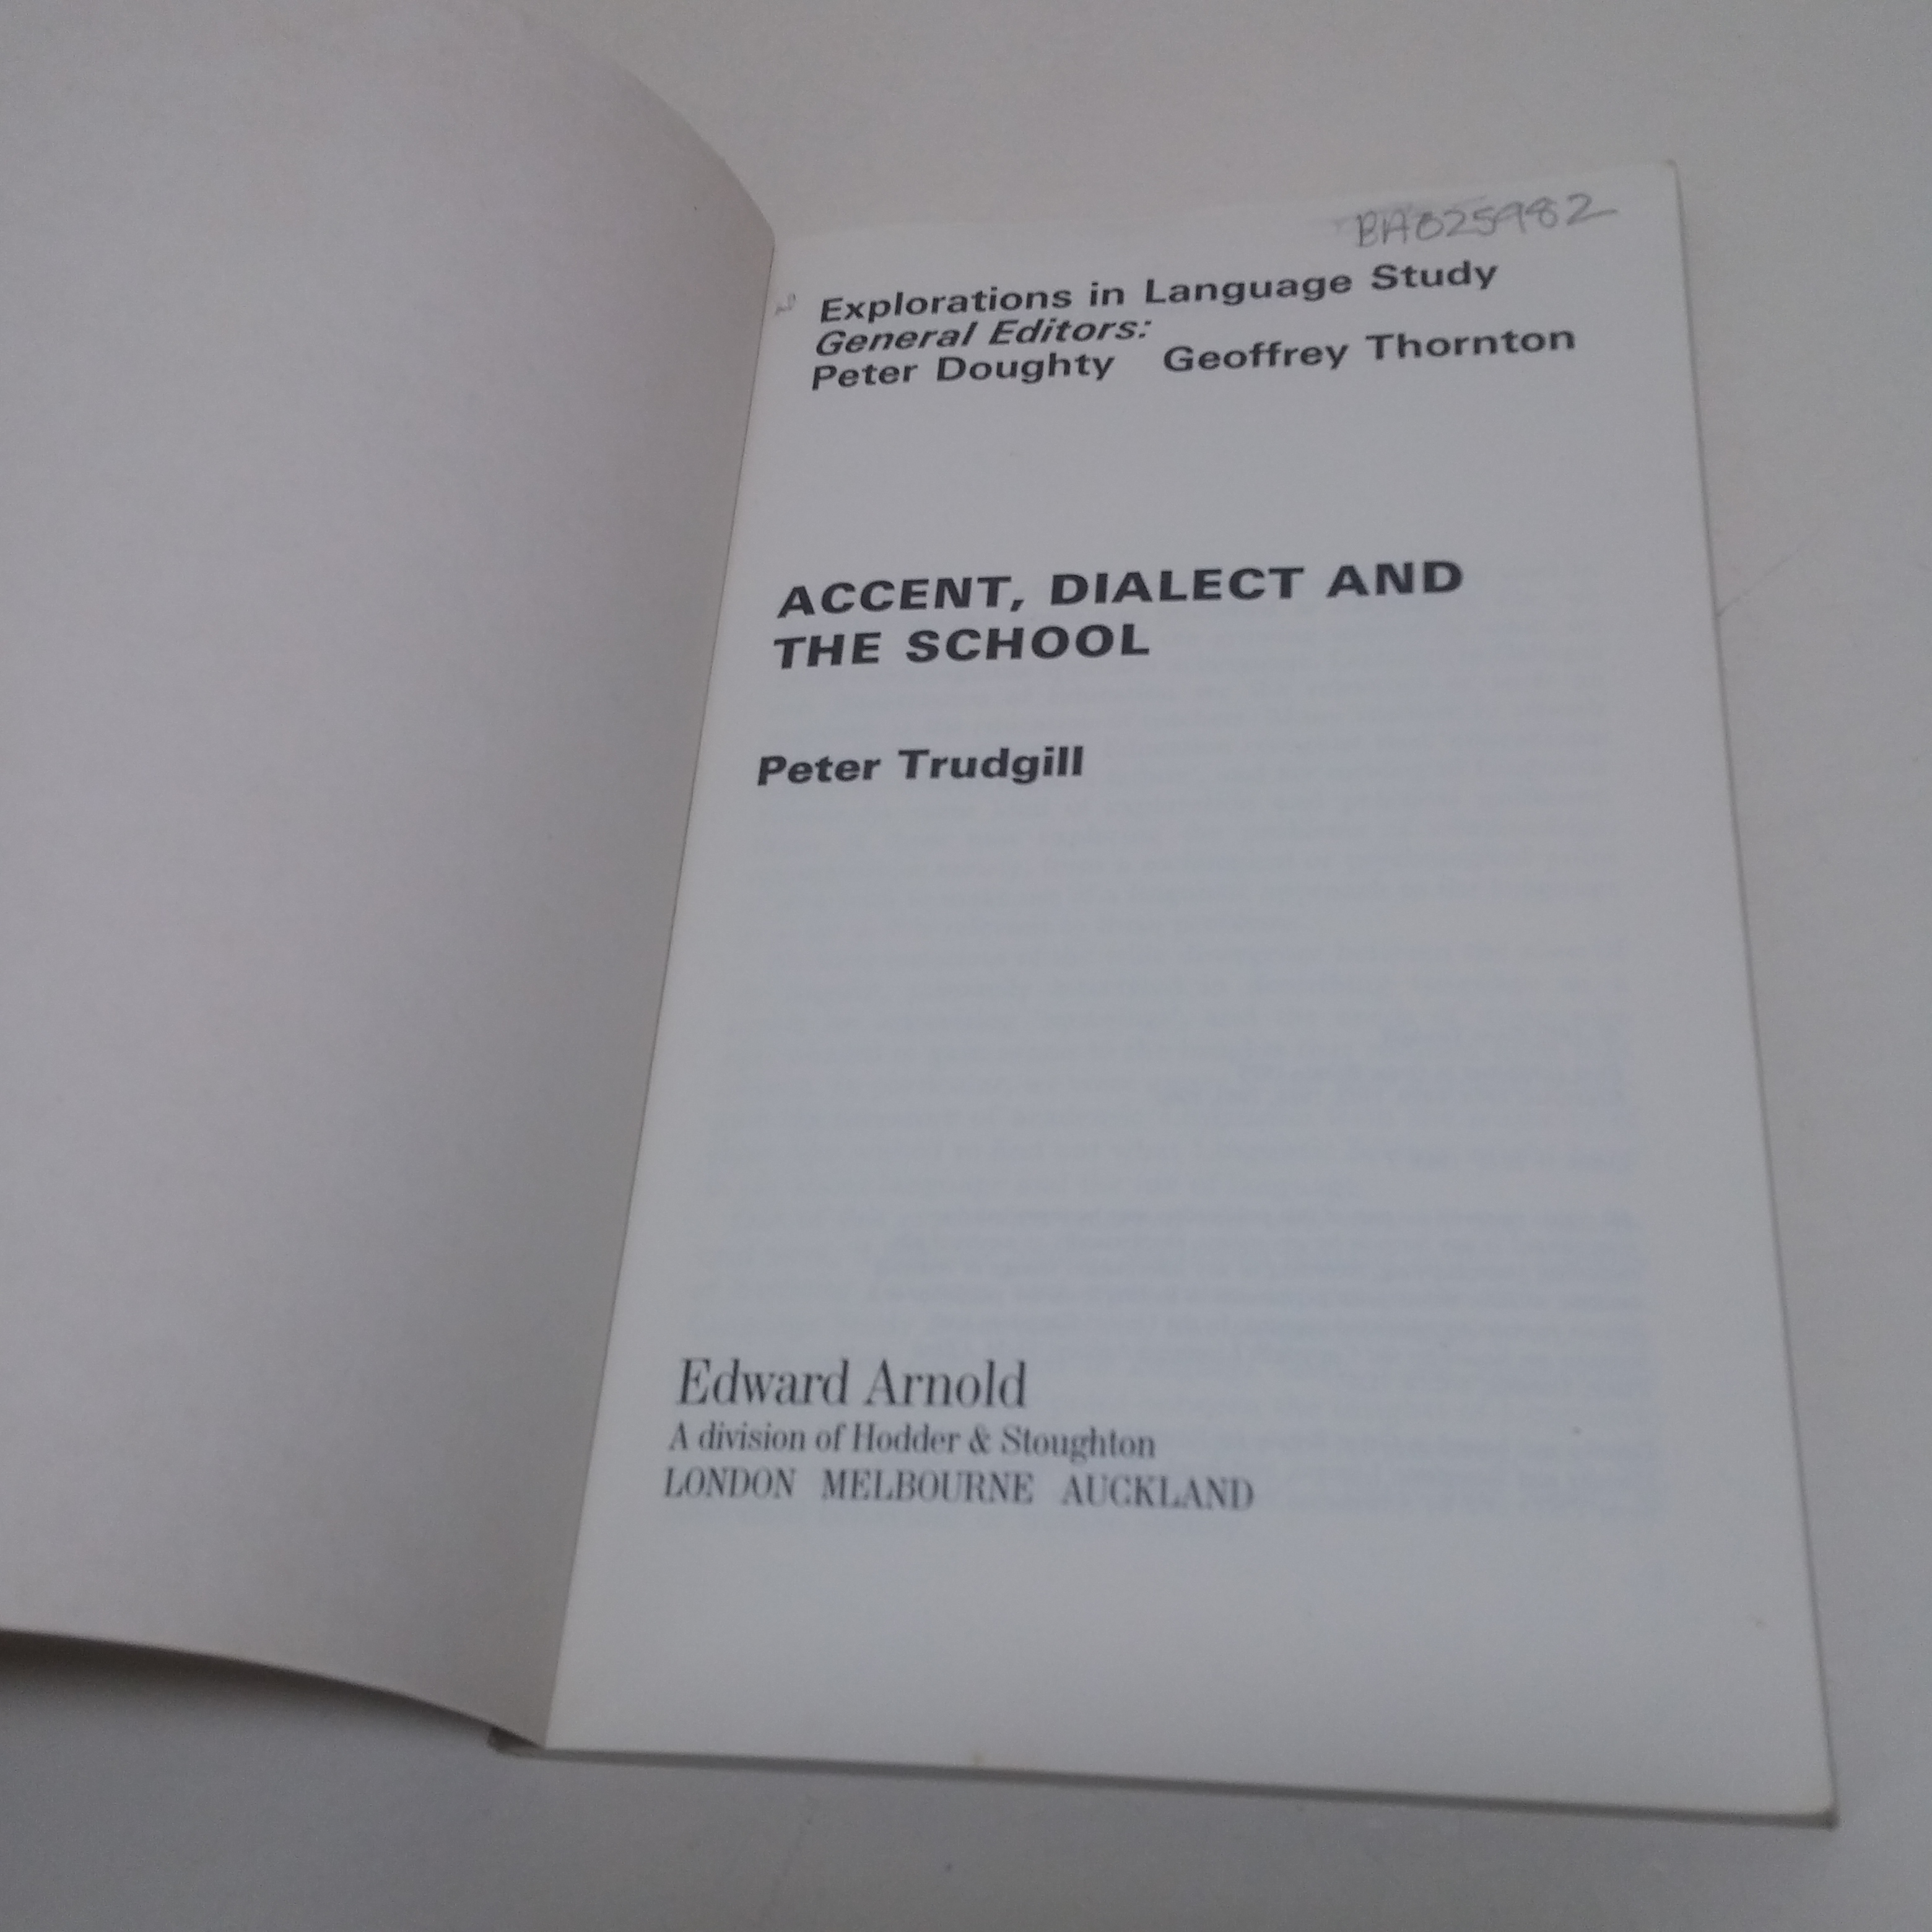 BA825982
Explorations in Language Study
General Editors:
Peter Doughty Geoffrey Thornton
ACCENT, DIALECT AND
THE SCHOOL
Peter Trudgill
Edward Arnold
A division of Hodder & Stoughton
LONDON MELBOURNE AUCKLAND